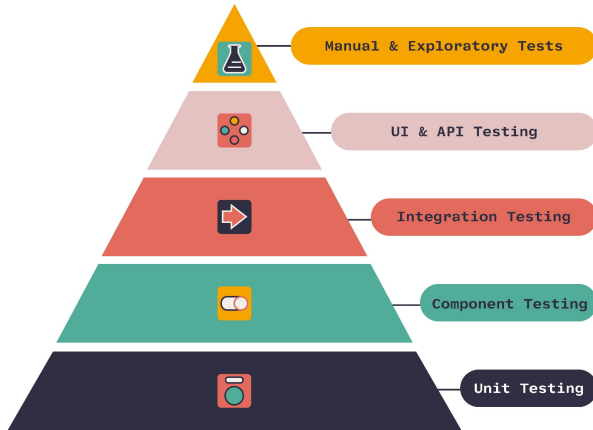 Manual & Exploratory Tests
UI & API Testing
Integration Testing
Component Testing
Unit Testing